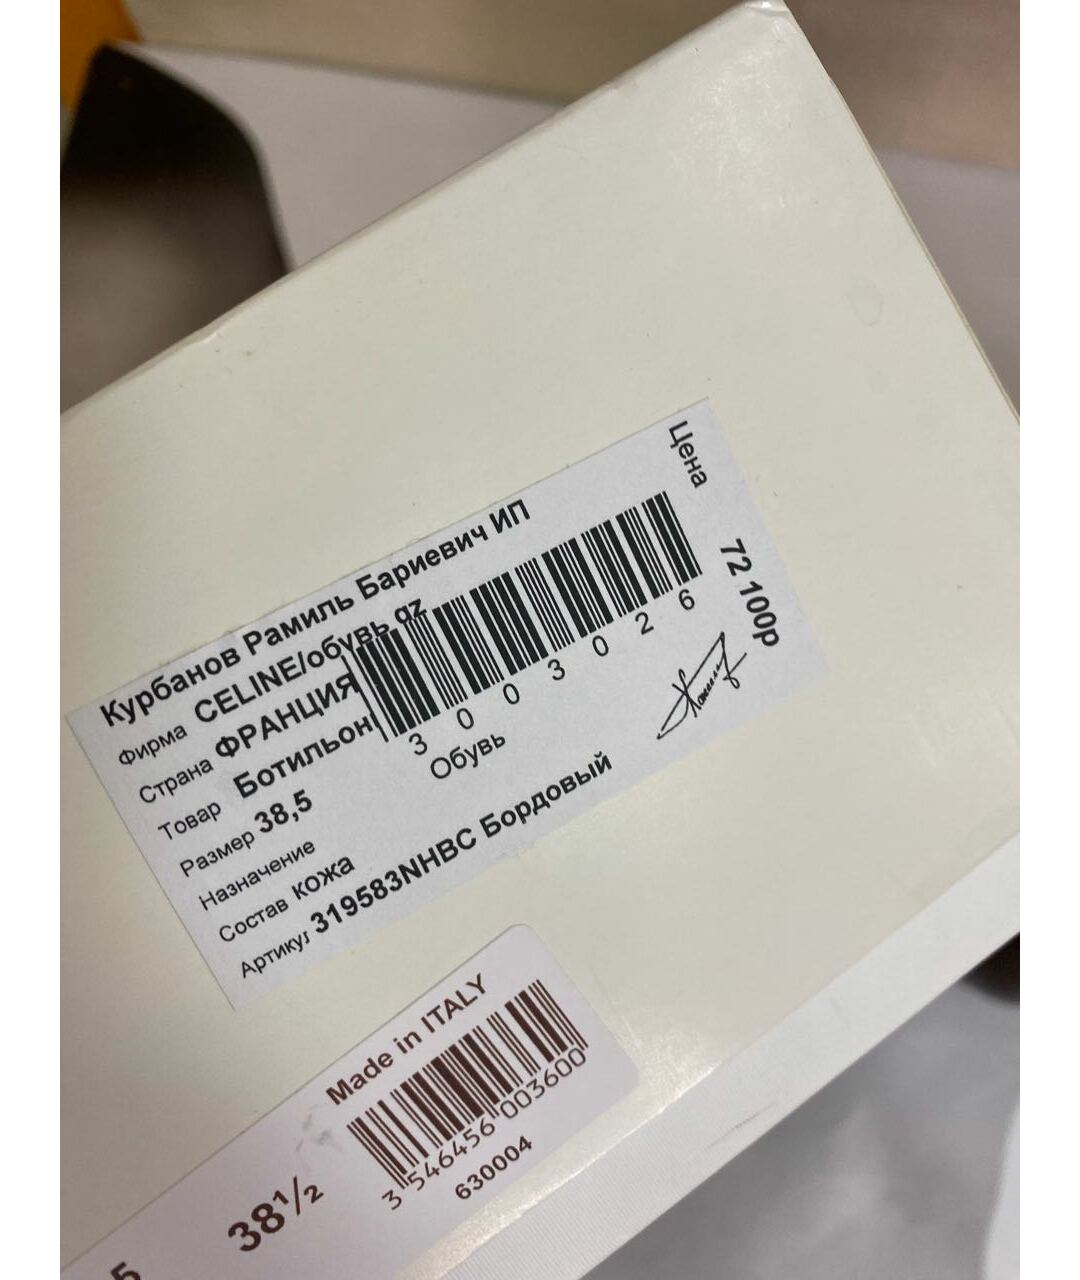 Курбанов Рамиль Бариевич ИП
Фирма CELINE/обувь gz
Страна ФРАНЦИЯ
Товар Ботильон
Размер 38,5
Назначение
Состав кожа
Артикул 319583NHBC Бордовый
3 0 0 3 0 2 6
Обувь
Цена
72 100р
Made in ITALY
3 546456 003600
630004
38½
5